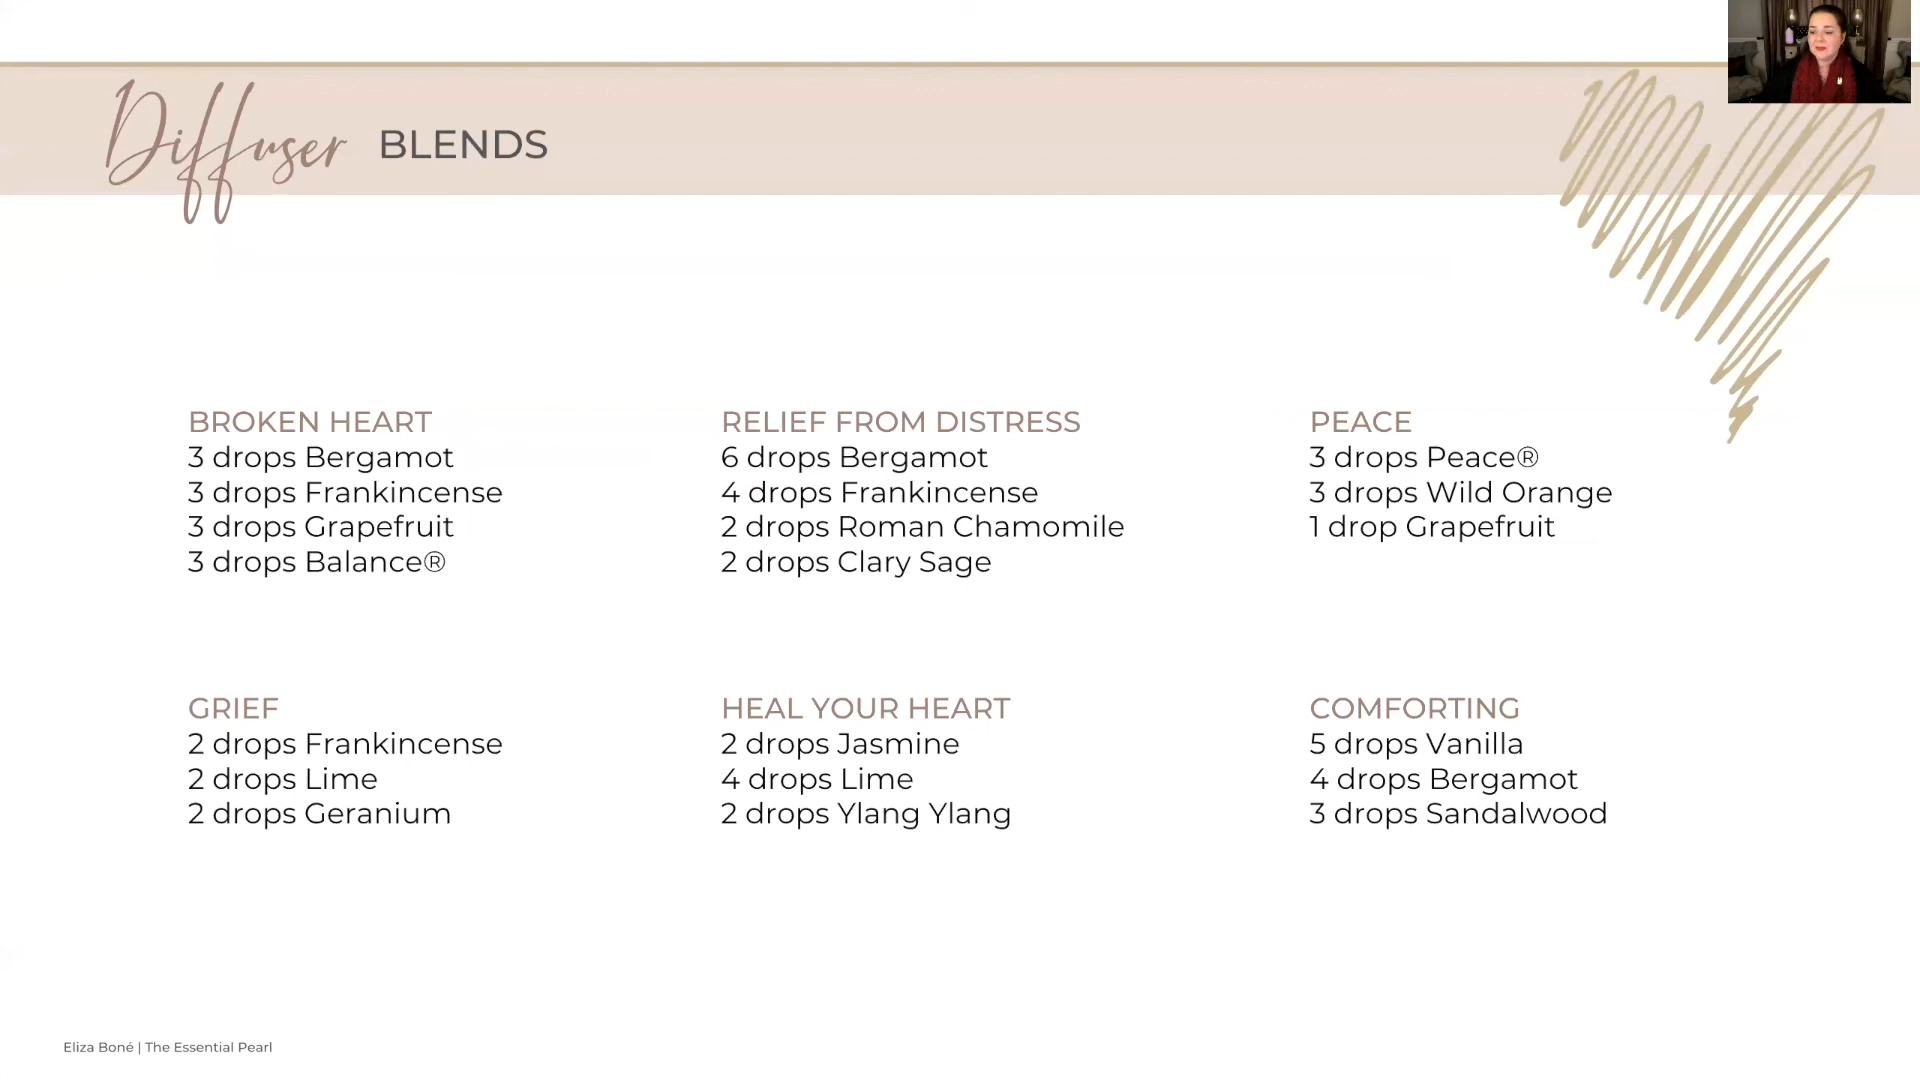 Diffuser BLENDS
BROKEN HEART
3 drops Bergamot
3 drops Frankincense
3 drops Grapefruit
3 drops Balance®
RELIEF FROM DISTRESS
6 drops Bergamot
4 drops Frankincense
2 drops Roman Chamomile
2 drops Clary Sage
PEACE
3 drops Peace®
3 drops Wild Orange
1 drop Grapefruit
GRIEF
2 drops Frankincense
2 drops Lime
2 drops Geranium
HEAL YOUR HEART
2 drops Jasmine
4 drops Lime
2 drops Ylang Ylang
COMFORTING
5 drops Vanilla
4 drops Bergamot
3 drops Sandalwood
Eliza Boné | The Essential Pearl